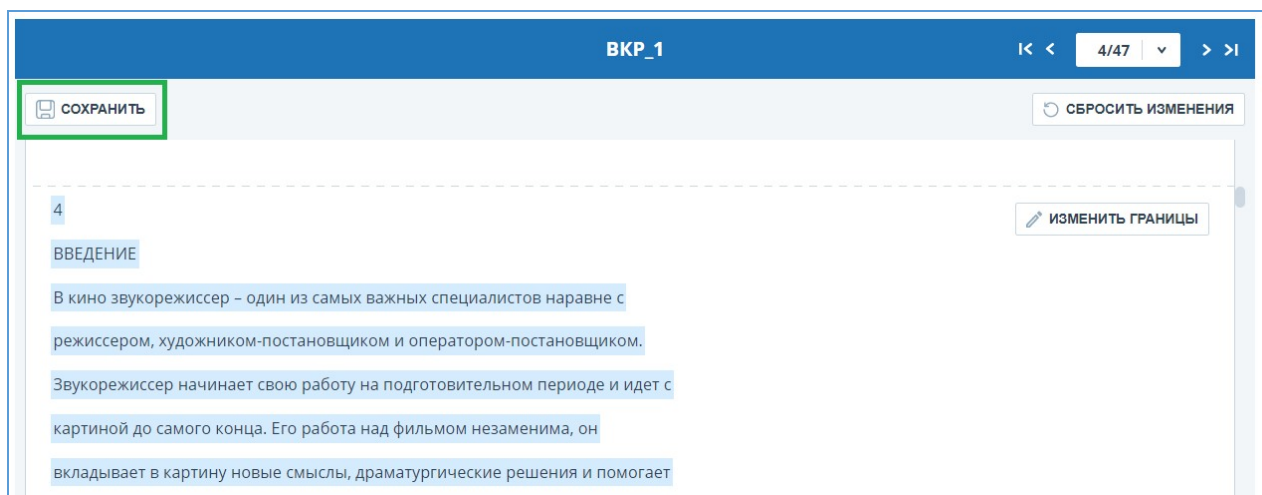 ВКР_1
4/47
СОХРАНИТЬ
СБРОСИТЬ ИЗМЕНЕНИЯ
4
ИЗМЕНИТЬ ГРАНИЦЫ
ВВЕДЕНИЕ
В кино звукорежиссер – один из самых важных специалистов наравне с
режиссером, художником-постановщиком и оператором-постановщиком.
Звукорежиссер начинает свою работу на подготовительном периоде и идет с
картиной до самого конца. Его работа над фильмом незаменима, он
вкладывает в картину новые смыслы, драматургические решения и помогает